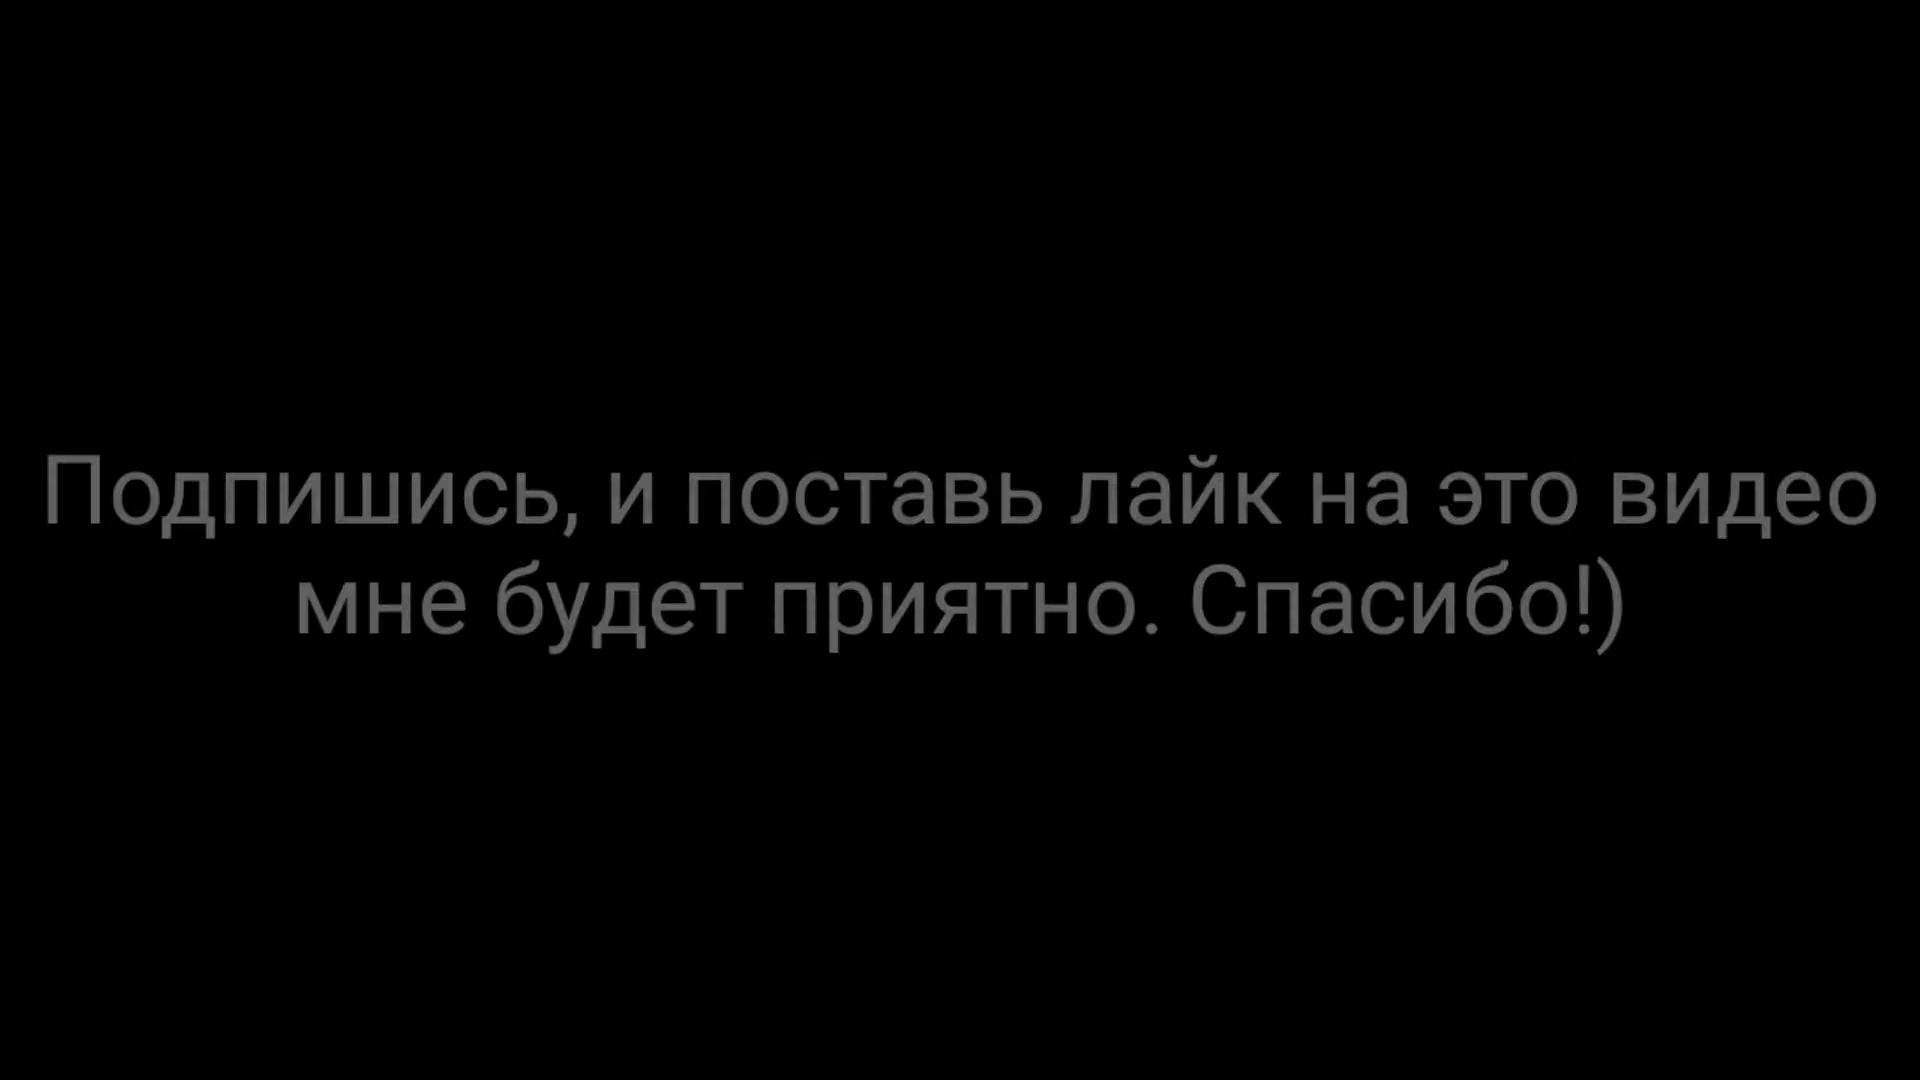 Подпишись, и поставь лайк на это видео
мне будет приятно. Спасибо!)